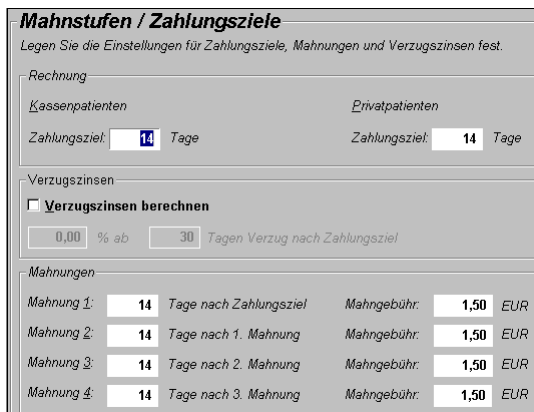 Mahnstufen / Zahlungsziele
Legen Sie die Einstellungen für Zahlungsziele, Mahnungen und Verzugszinsen fest.
Rechnung
Kassenpatienten Privatpatienten
Zahlungsziel: 14 Tage Zahlungsziel: 14 Tage
Verzugszinsen
Verzugszinsen berechnen
0,00 % ab 30 Tagen Verzug nach Zahlungsziel
Mahnungen
Mahnung 1: 14 Tage nach Zahlungsziel Mahngebühr: 1,50 EUR
Mahnung 2: 14 Tage nach 1. Mahnung Mahngebühr: 1,50 EUR
Mahnung 3: 14 Tage nach 2. Mahnung Mahngebühr: 1,50 EUR
Mahnung 4: 14 Tage nach 3. Mahnung Mahngebühr: 1,50 EUR